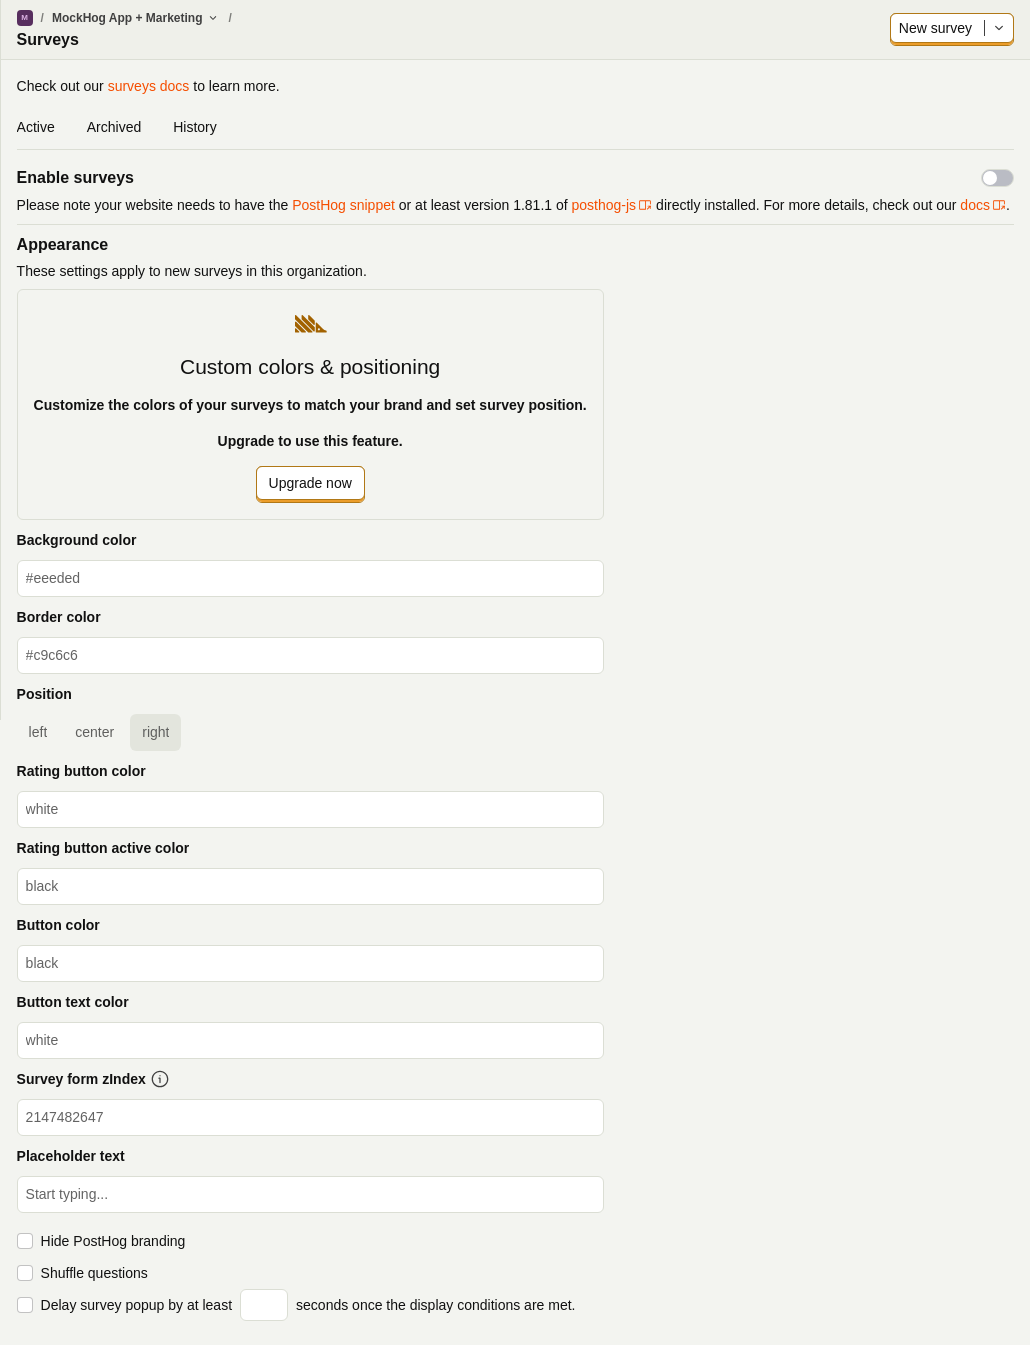 M / MockHog App + Marketing /
Surveys
New survey
Check out our surveys docs to learn more.
Active Archived History
Enable surveys
Please note your website needs to have the PostHog snippet or at least version 1.81.1 of posthog-js directly installed. For more details, check out our docs.
Appearance
These settings apply to new surveys in this organization.
Custom colors & positioning
Customize the colors of your surveys to match your brand and set survey position.
Upgrade to use this feature.
Upgrade now
Background color
#eeeded
Border color
#c9c6c6
Position
left center right
Rating button color
white
Rating button active color
black
Button color
black
Button text color
white
Survey form zIndex
2147482647
Placeholder text
Start typing...
Hide PostHog branding
Shuffle questions
Delay survey popup by at least seconds once the display conditions are met.